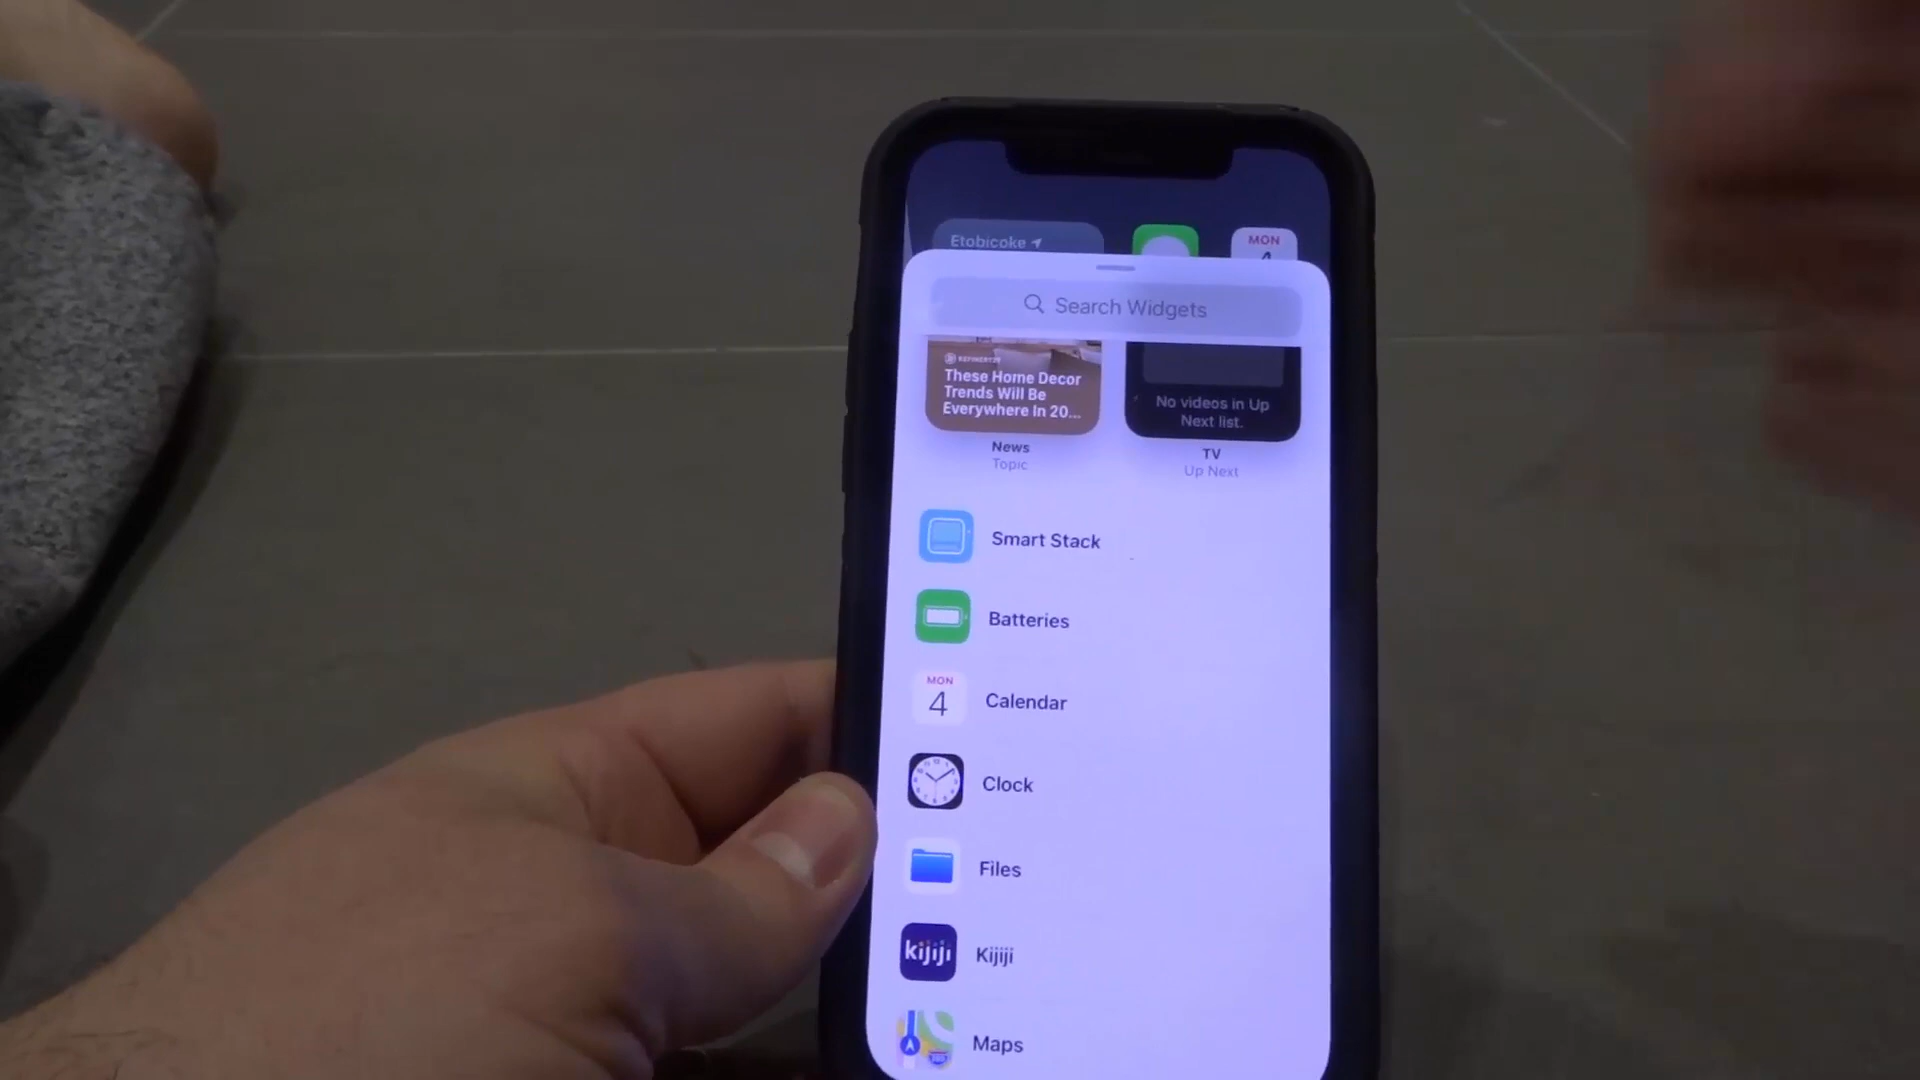 Etobicoke
MON
Search Widgets
REFINERY29
These Home Decor
Trends Will Be
Everywhere In 20...
No videos in Up
Next list.
News
Topic
TV
Up Next
Smart Stack
Batteries
MON
4
Calendar
Clock
Files
kijiji
Kijiji
Maps